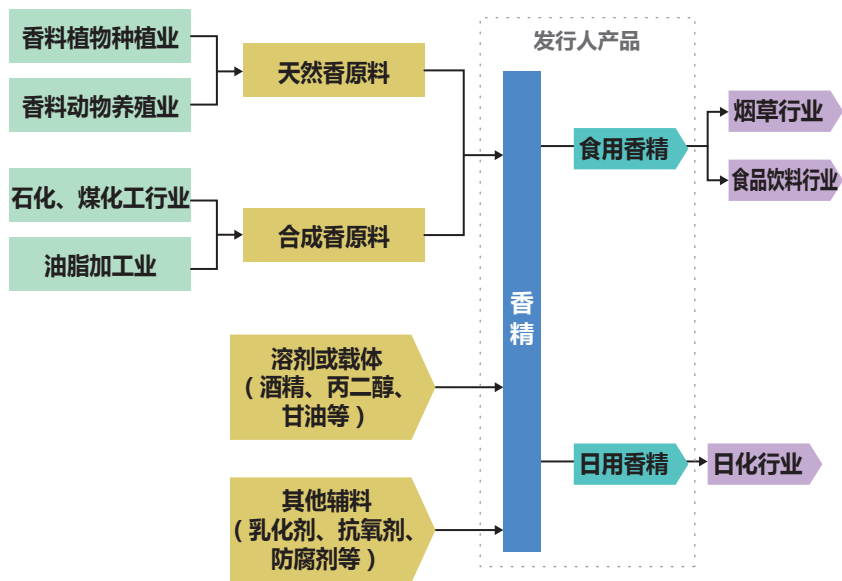 香料植物种植业
香料动物养殖业
石化、煤化工行业
油脂加工业
天然香原料
合成香原料
溶剂或载体
（酒精、丙二醇、
甘油等）
其他辅料
（乳化剂、抗氧剂、
防腐剂等）
发行人产品
香
精
食用香精
日用香精
烟草行业
食品饮料行业
日化行业